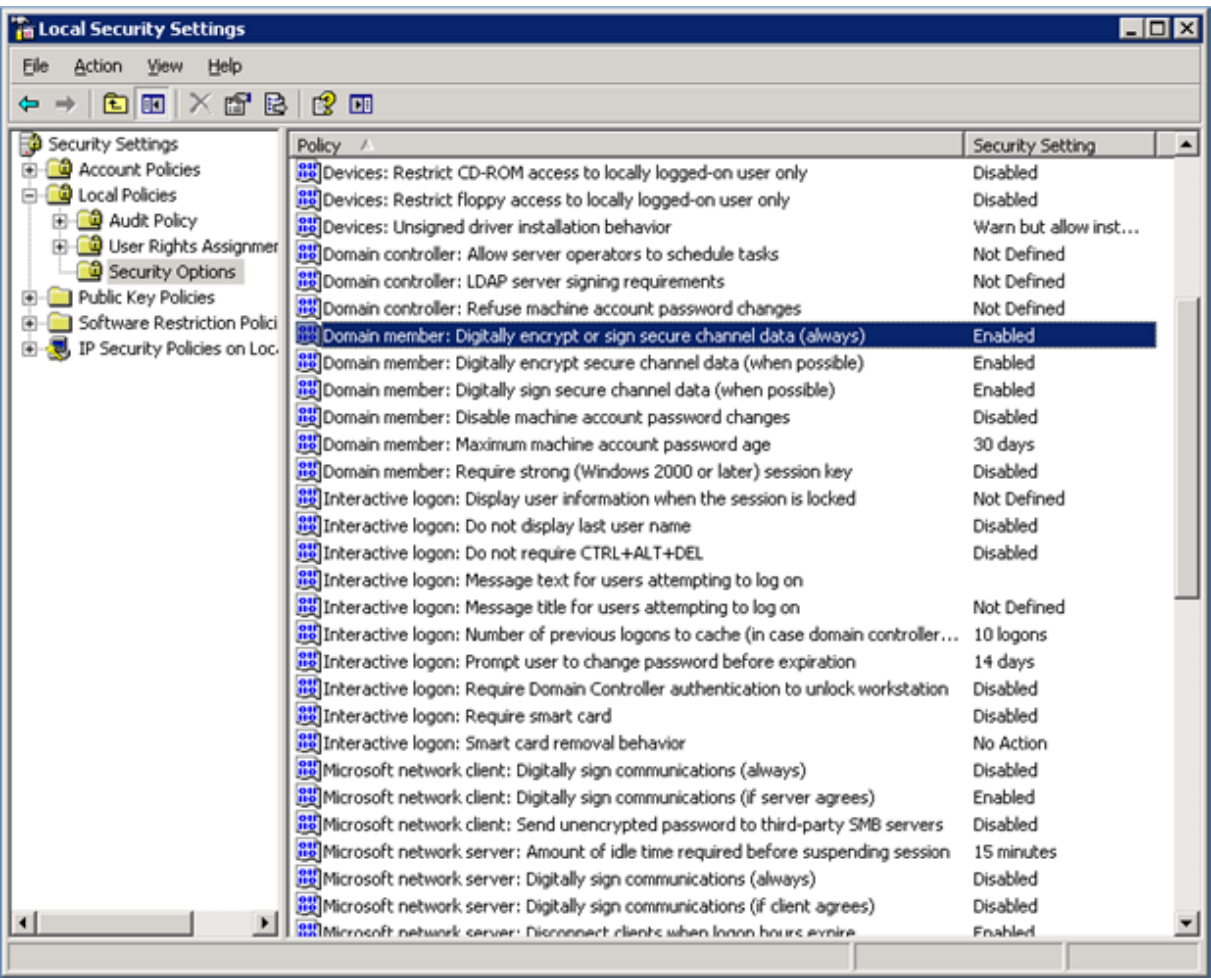 Local Security Settings
File Action View Help
Security Settings
Account Policies
Local Policies
Audit Policy
User Rights Assignmen
Security Options
Public Key Policies
Software Restriction Polici
IP Security Policies on Loc
Policy Security Setting
Devices: Restrict CD-ROM access to locally logged-on user only Disabled
Devices: Restrict floppy access to locally logged-on user only Disabled
Devices: Unsigned driver installation behavior Warn but allow inst...
Domain controller: Allow server operators to schedule tasks Not Defined
Domain controller: LDAP server signing requirements Not Defined
Domain controller: Refuse machine account password changes Not Defined
Domain member: Digitally encrypt or sign secure channel data (always) Enabled
Domain member: Digitally encrypt secure channel data (when possible) Enabled
Domain member: Digitally sign secure channel data (when possible) Enabled
Domain member: Disable machine account password changes Disabled
Domain member: Maximum machine account password age 30 days
Domain member: Require strong (Windows 2000 or later) session key Disabled
Interactive logon: Display user information when the session is locked Not Defined
Interactive logon: Do not display last user name Disabled
Interactive logon: Do not require CTRL+ALT+DEL Disabled
Interactive logon: Message text for users attempting to log on
Interactive logon: Message title for users attempting to log on Not Defined
Interactive logon: Number of previous logons to cache (in case domain controller... 10 logons
Interactive logon: Prompt user to change password before expiration 14 days
Interactive logon: Require Domain Controller authentication to unlock workstation Disabled
Interactive logon: Require smart card Disabled
Interactive logon: Smart card removal behavior No Action
Microsoft network client: Digitally sign communications (always) Disabled
Microsoft network client: Digitally sign communications (if server agrees) Enabled
Microsoft network client: Send unencrypted password to third-party SMB servers Disabled
Microsoft network server: Amount of idle time required before suspending session 15 minutes
Microsoft network server: Digitally sign communications (always) Disabled
Microsoft network server: Digitally sign communications (if client agrees) Disabled
Microsoft network server: Disconnect clients when logon hours expire Enabled